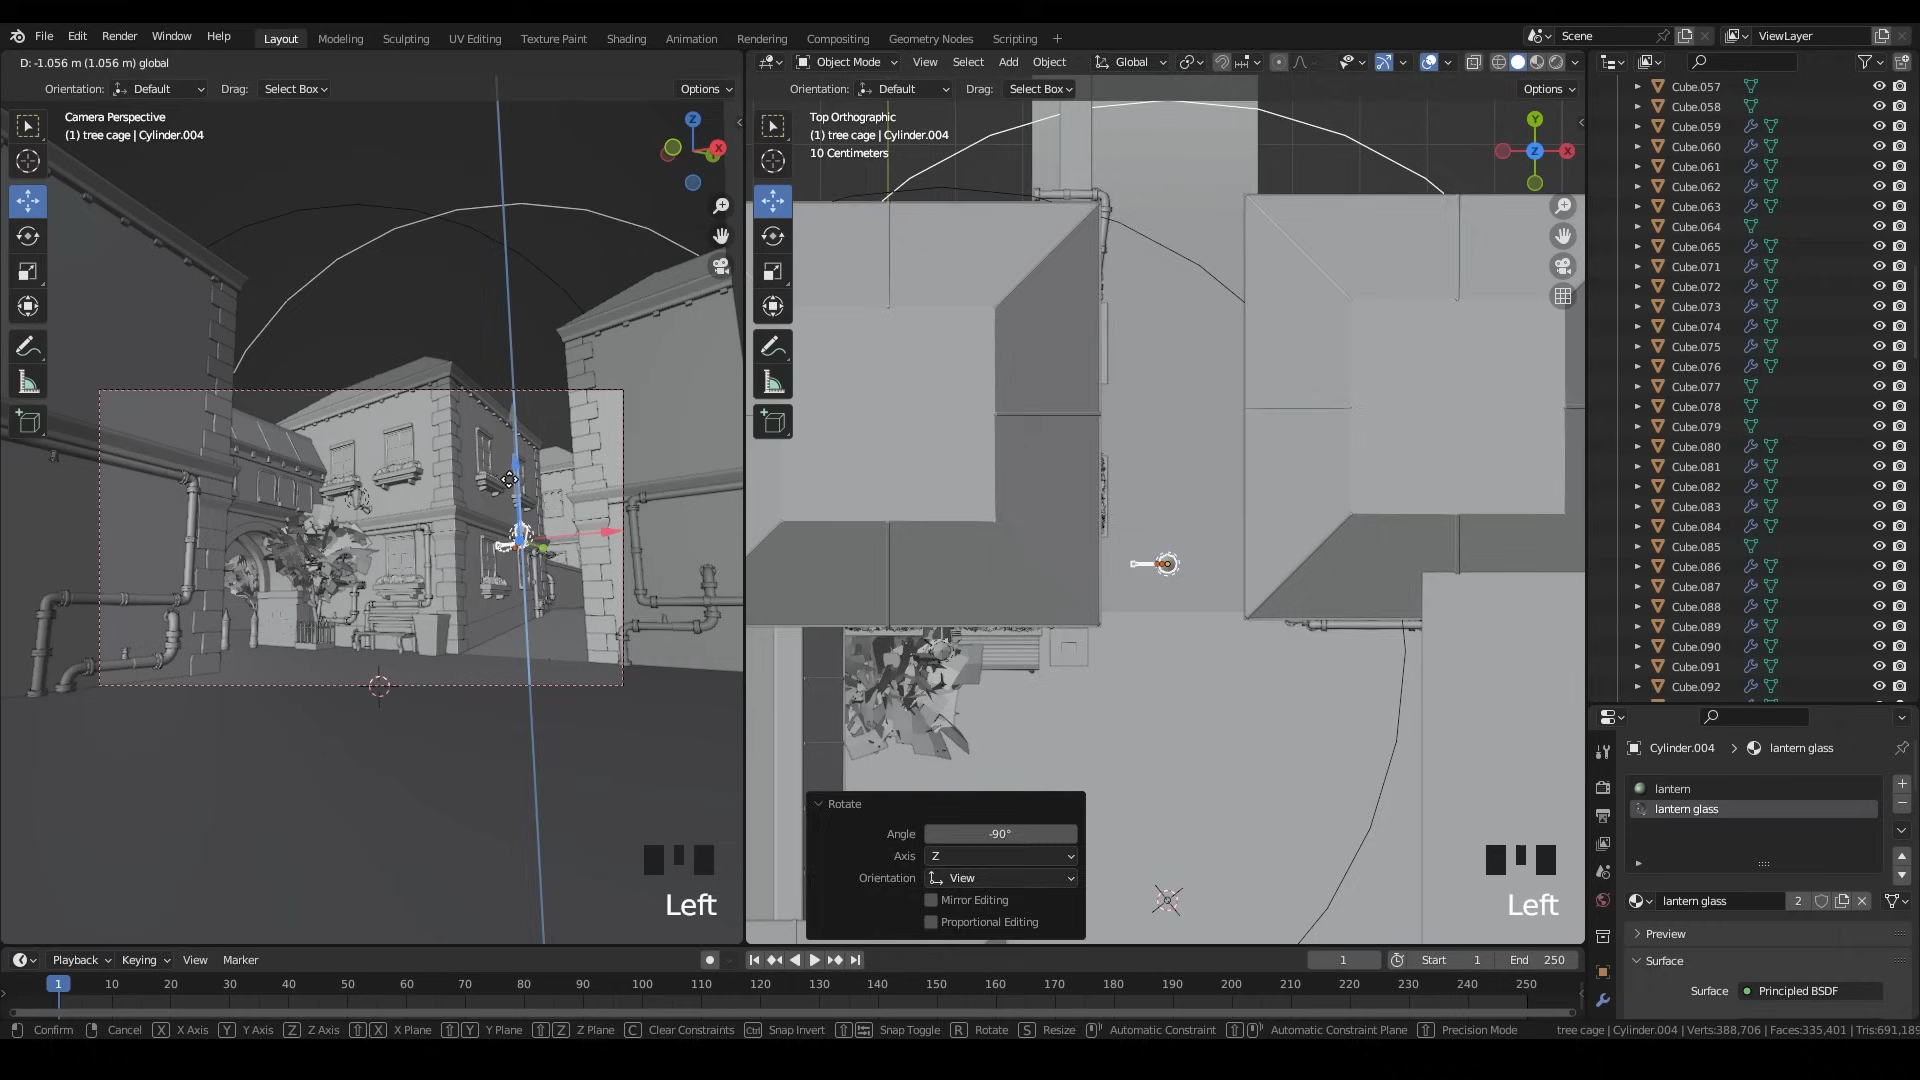 File Edit Render Window Help Layout Modeling Sculpting UV Editing Texture Paint Shading Animation Rendering Compositing Geometry Nodes Scripting + Scene ViewLayer
D: -1.056 m (1.056 m) global
Object Mode View Select Add Object Global
Orientation: Default Drag: Select Box Options
Orientation: Default Drag: Select Box Options
Camera Perspective
(1) tree cage | Cylinder.004
Z
X
Y
Top Orthographic
(1) tree cage | Cylinder.004
10 Centimeters
Y
Z
X
Left
Left
Rotate
Angle -90°
Axis Z
Orientation View
Mirror Editing
Proportional Editing
Cube.057
Cube.058
Cube.059
Cube.060
Cube.061
Cube.062
Cube.063
Cube.064
Cube.065
Cube.071
Cube.072
Cube.073
Cube.074
Cube.075
Cube.076
Cube.077
Cube.078
Cube.079
Cube.080
Cube.081
Cube.082
Cube.083
Cube.084
Cube.085
Cube.086
Cube.087
Cube.088
Cube.089
Cube.090
Cube.091
Cube.092
Cylinder.004 > lantern glass
lantern
lantern glass
lantern glass 2
Preview
Surface
Surface Principled BSDF
Playback Keying View Marker 1 Start 1 End 250
1 10 20 30 40 50 60 70 80 90 100 110 120 130 140 150 160 170 180 190 200 210 220 230 240 250
Confirm Cancel X X Axis Y Y Axis Z Z Axis X X Plane Y Y Plane Z Z Plane C Clear Constraints Ctrl Snap Invert Snap Toggle R Rotate S Resize Automatic Constraint Automatic Constraint Plane Precision Mode tree cage | Cylinder.004 | Verts:388,706 | Faces:335,401 | Tris:691,189